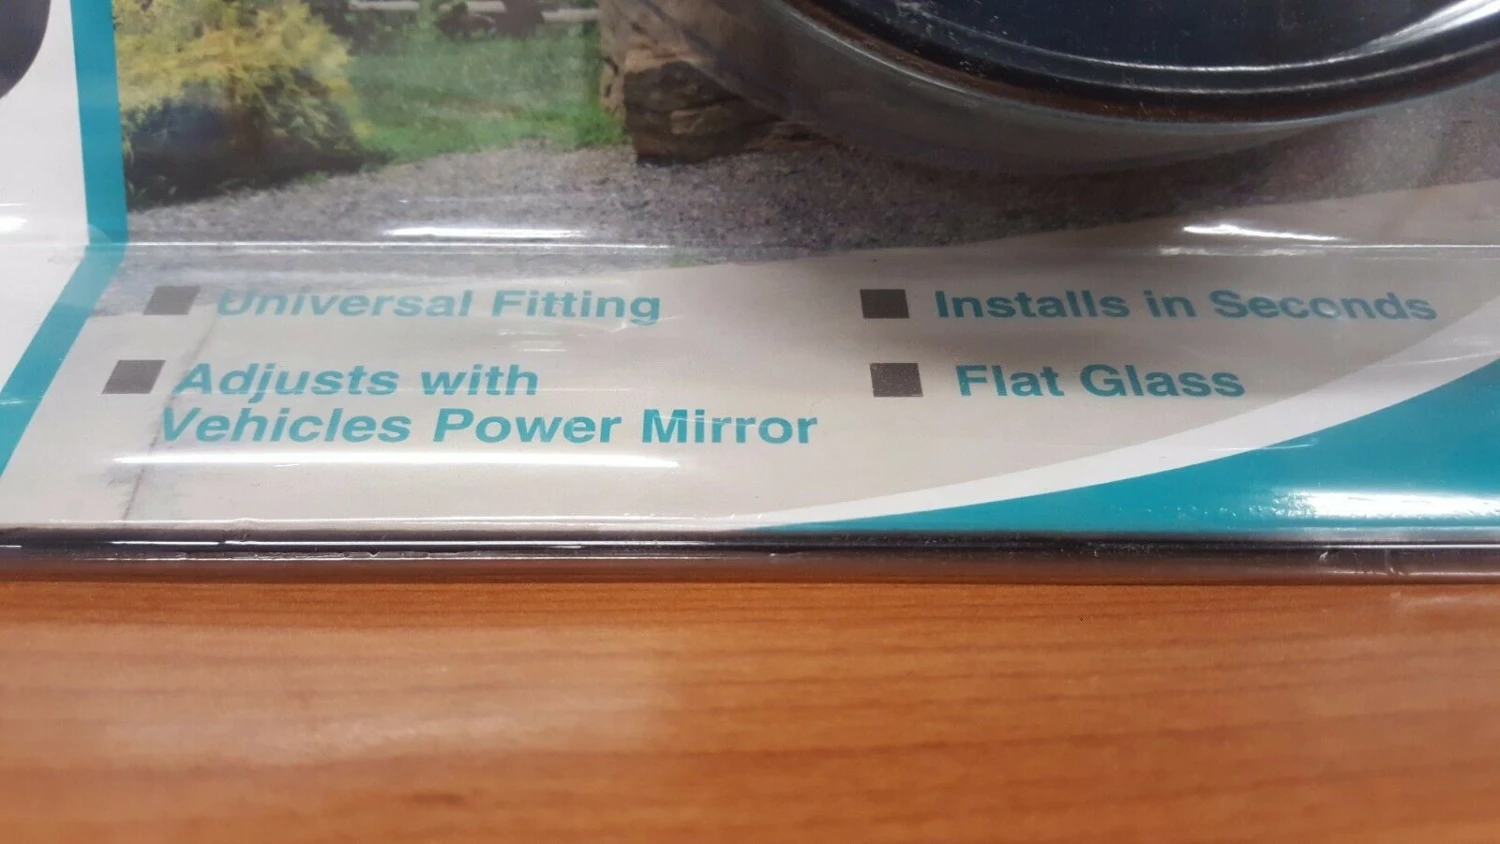 Universal Fitting
Adjusts with
Vehicles Power Mirror
Installs in Seconds
Flat Glass